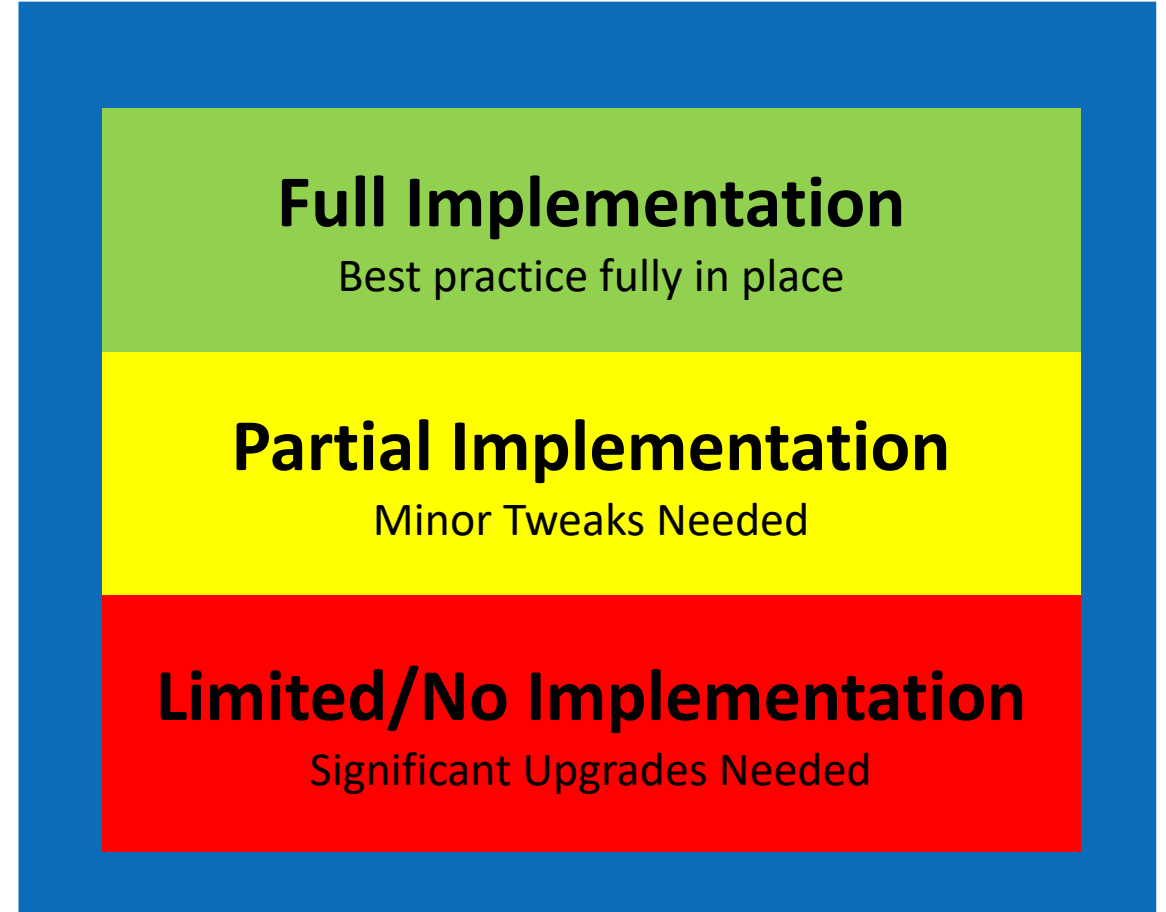 Full Implementation
Best practice fully in place
Partial Implementation
Minor Tweaks Needed
Limited/No Implementation
Significant Upgrades Needed